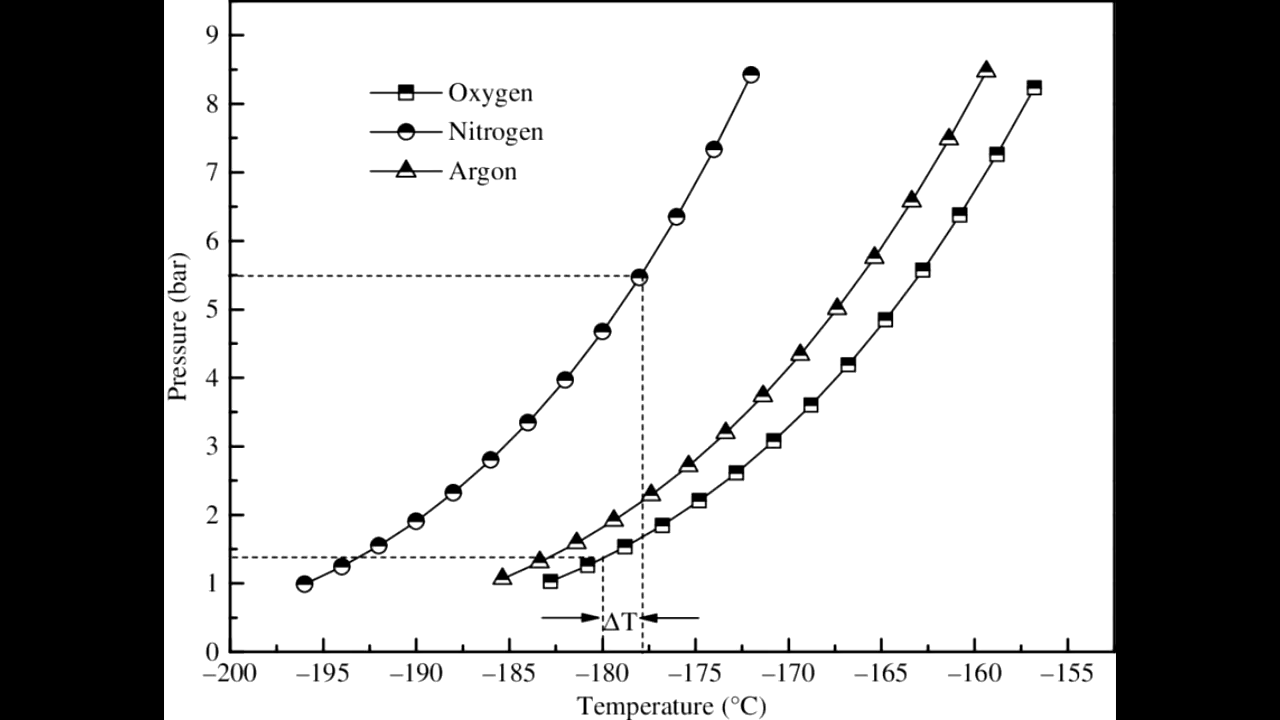 9
8
7
6
5
4
3
2
1
0
Pressure (bar)
Oxygen
Nitrogen
Argon
ΔT
–200 –195 –190 –185 –180 –175 –170 –165 –160 –155
Temperature (°C)